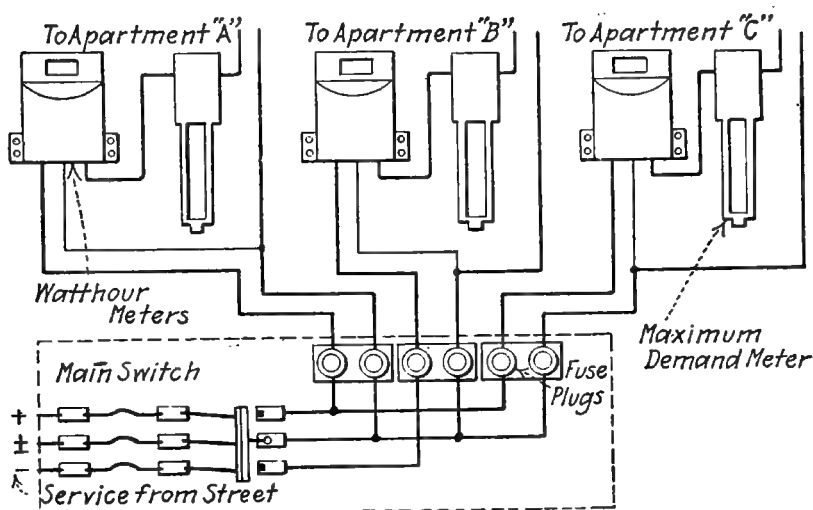 To Apartment "A"
To Apartment "B"
To Apartment "C"
Watthour
Meters
Maximum
Demand Meter
Main Switch
Fuse
Plugs
+
±
−
Service from Street